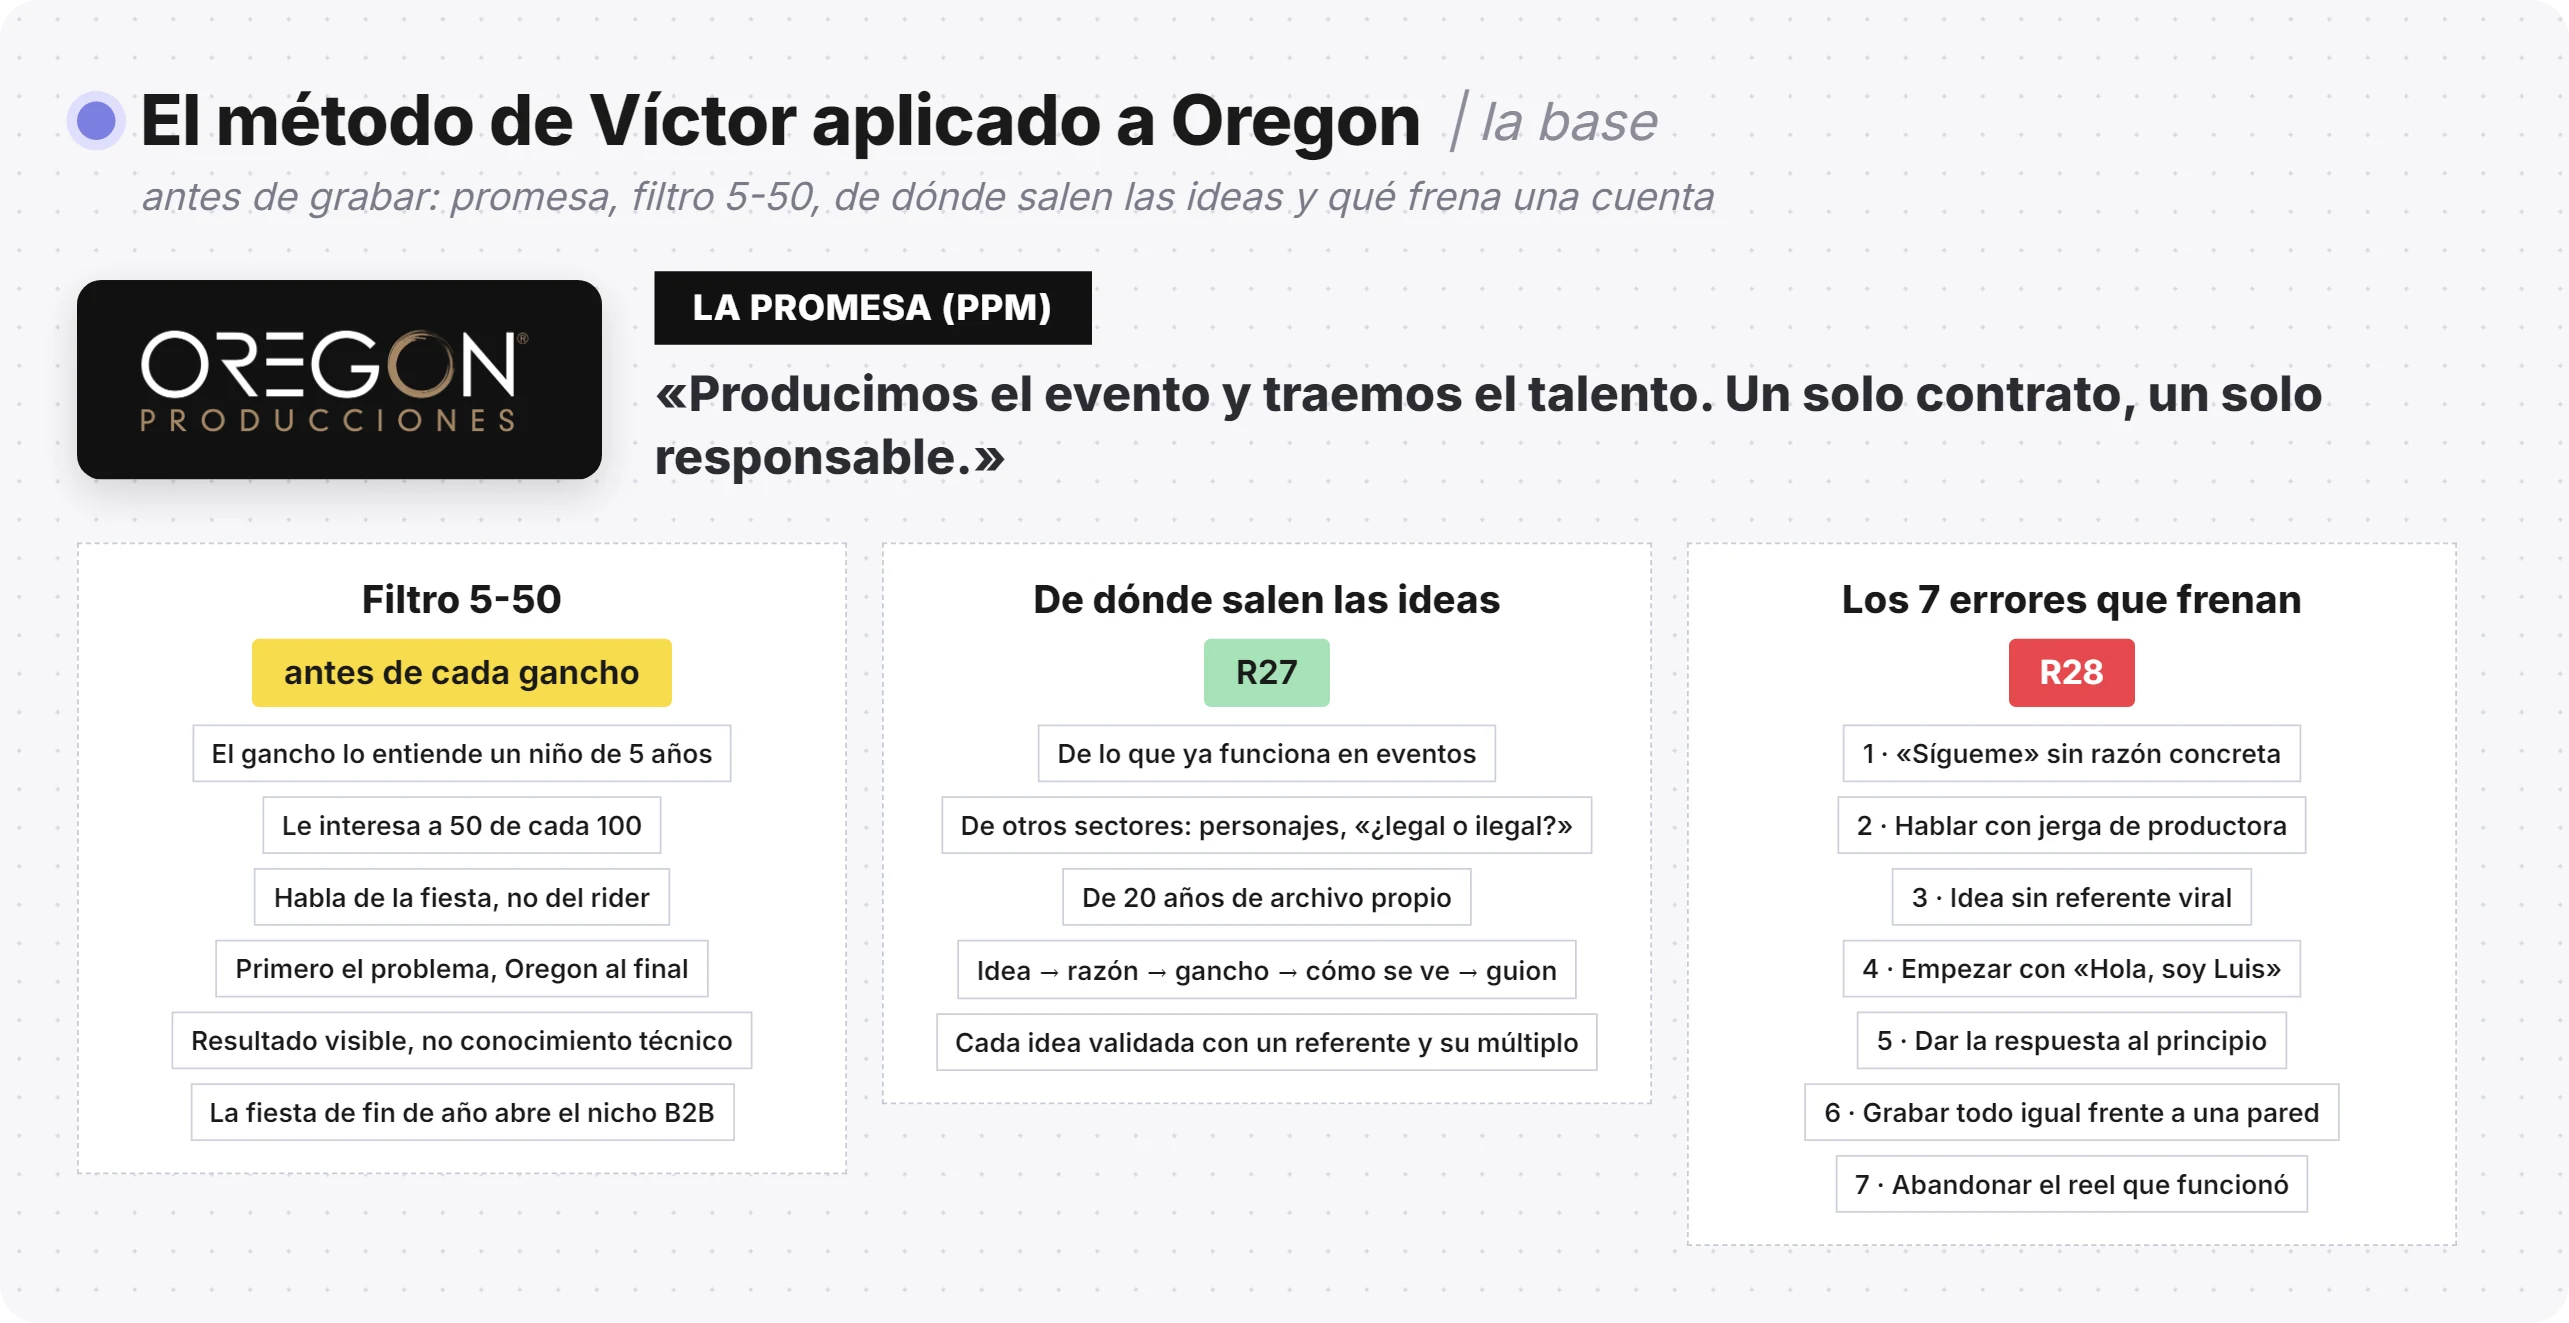 El método de Víctor aplicado a Oregon | la base
antes de grabar: promesa, filtro 5-50, de dónde salen las ideas y qué frena una cuenta
OREGON®
PRODUCCIONES
LA PROMESA (PPM)
«Producimos el evento y traemos el talento. Un solo contrato, un solo
responsable.»
Filtro 5-50
antes de cada gancho
El gancho lo entiende un niño de 5 años
Le interesa a 50 de cada 100
Habla de la fiesta, no del rider
Primero el problema, Oregon al final
Resultado visible, no conocimiento técnico
La fiesta de fin de año abre el nicho B2B
De dónde salen las ideas
R27
De lo que ya funciona en eventos
De otros sectores: personajes, «¿legal o ilegal?»
De 20 años de archivo propio
Idea → razón → gancho → cómo se ve → guion
Cada idea validada con un referente y su múltiplo
Los 7 errores que frenan
R28
1 · «Sígueme» sin razón concreta
2 · Hablar con jerga de productora
3 · Idea sin referente viral
4 · Empezar con «Hola, soy Luis»
5 · Dar la respuesta al principio
6 · Grabar todo igual frente a una pared
7 · Abandonar el reel que funcionó